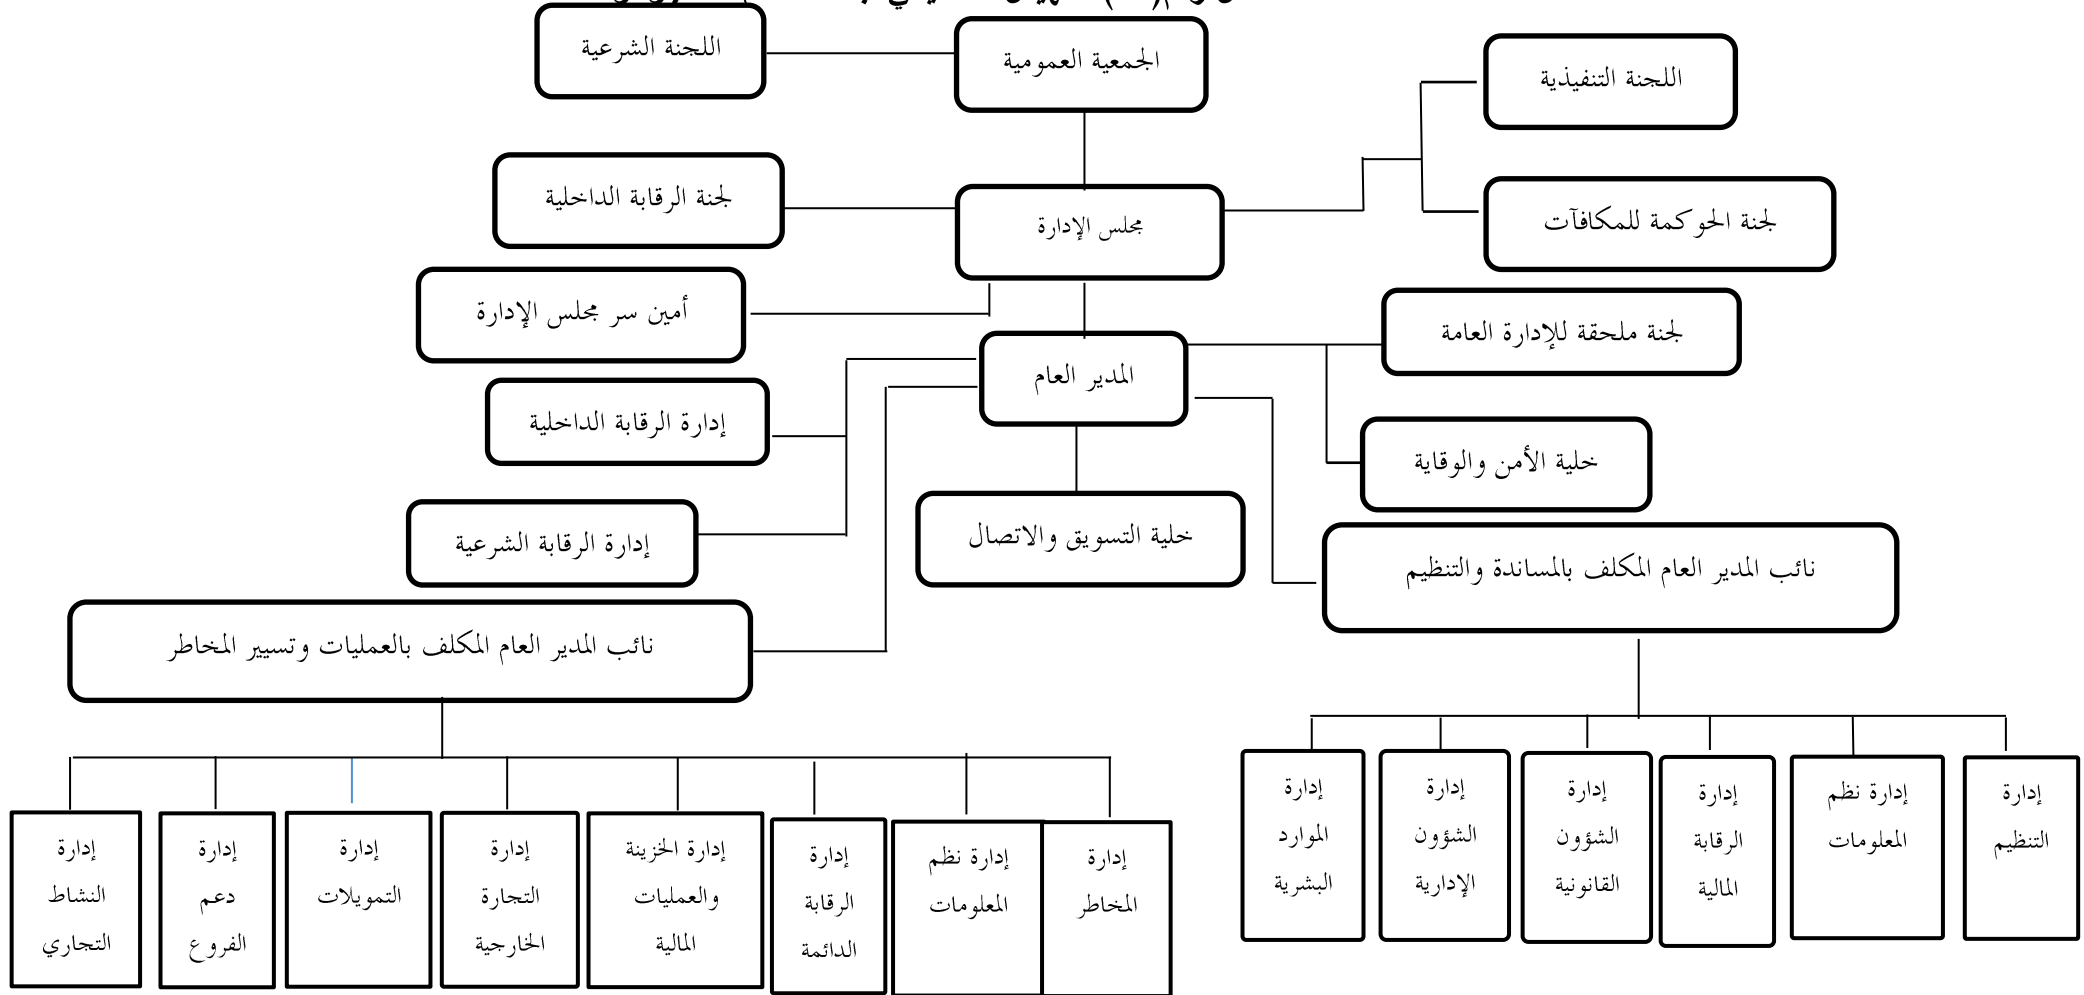 الجمعية العمومية
اللجنة الشرعية
اللجنة التنفيذية
لجنة الرقابة الداخلية
مجلس الإدارة
لجنة الحوكمة للمكافآت
أمين سر مجلس الإدارة
لجنة ملحقة للإدارة العامة
المدير العام
إدارة الرقابة الداخلية
خلية الأمن والوقاية
خلية التسويق والاتصال
إدارة الرقابة الشرعية
نائب المدير العام المكلف بالمساندة والتنظيم
نائب المدير العام المكلف بالعمليات وتسيير المخاطر
إدارة
التنظيم
إدارة نظم
المعلومات
إدارة
الرقابة
المالية
إدارة
الشؤون
القانونية
إدارة
الشؤون
الإدارية
إدارة
الموارد
البشرية
إدارة
المخاطر
إدارة نظم
المعلومات
إدارة
الرقابة
الدائمة
إدارة الخزينة
والعمليات
المالية
إدارة
التجارة
الخارجية
إدارة
التمويلات
إدارة
دعم
الفروع
إدارة
النشاط
التجاري